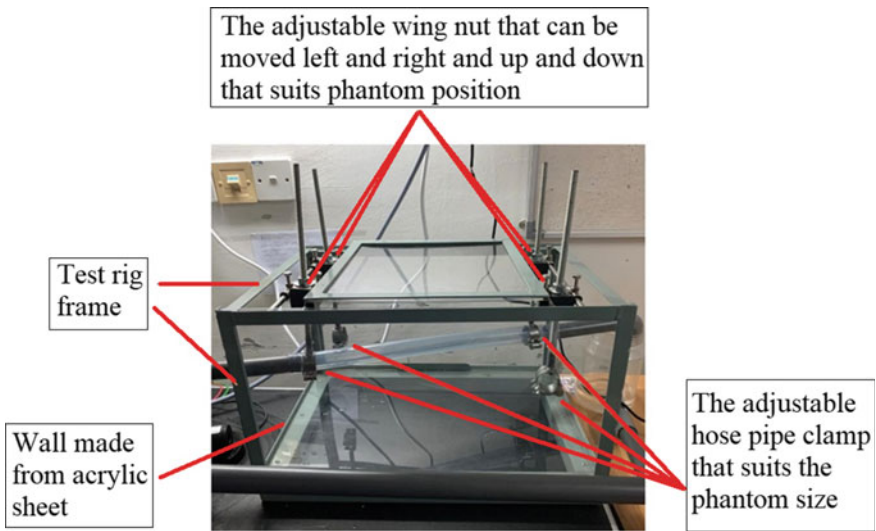 The adjustable wing nut that can be
moved left and right and up and down
that suits phantom position
Test rig
frame
Wall made
from acrylic
sheet
The adjustable
hose pipe clamp
that suits the
phantom size